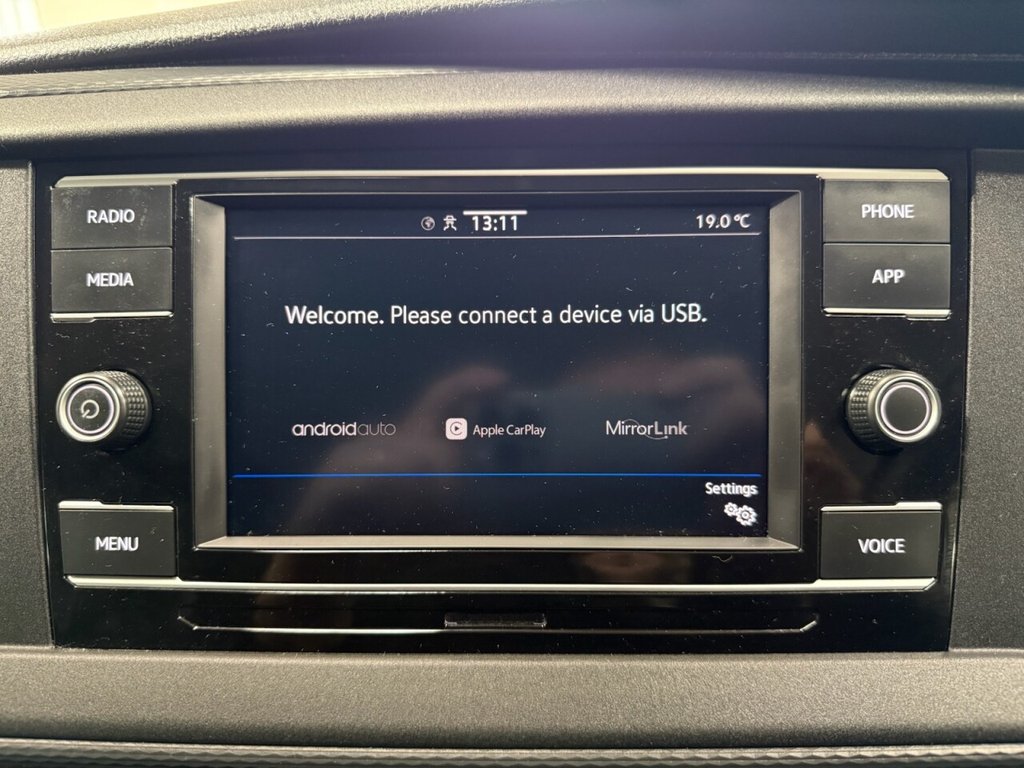 RADIO
MEDIA
MENU
13:11
19.0°C
Welcome. Please connect a device via USB.
androidauto
Apple CarPlay
MirrorLink
Settings
PHONE
APP
VOICE